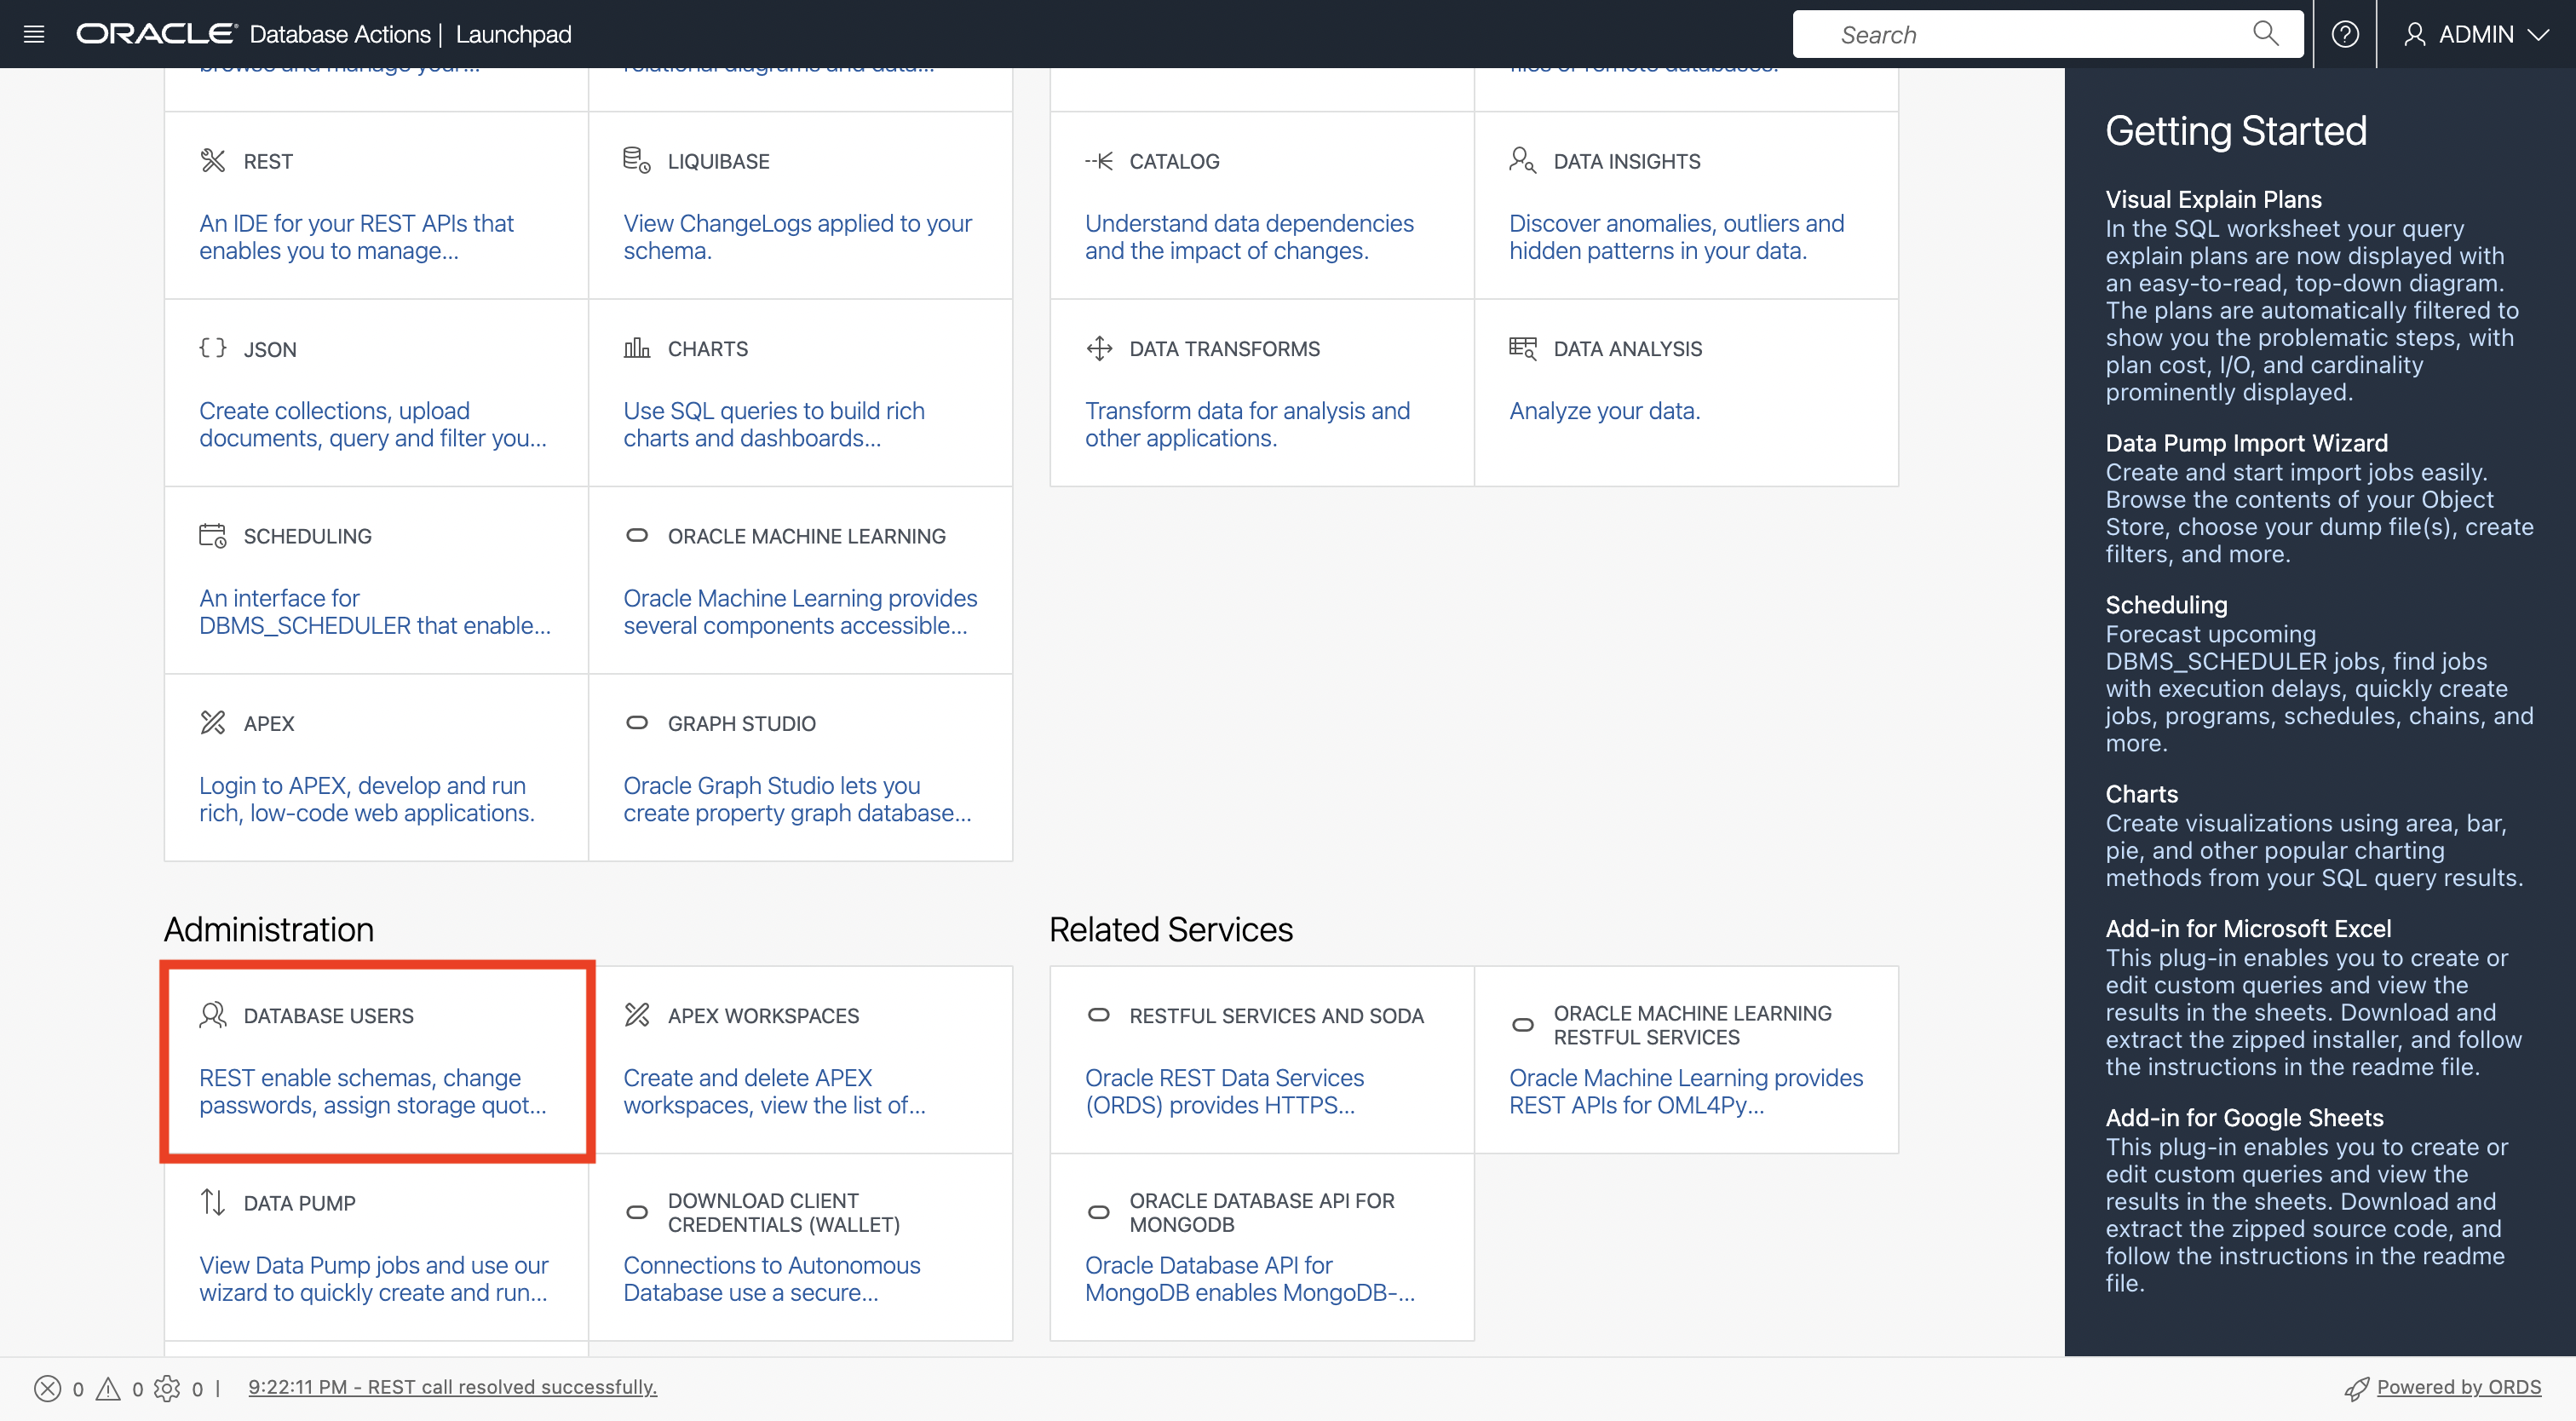 ORACLE® Database Actions | Launchpad
Search
ADMIN
browse and manage your...
relational diagrams and data...
files or remote databases.
REST
An IDE for your REST APIs that
enables you to manage...
LIQUIBASE
View ChangeLogs applied to your
schema.
CATALOG
Understand data dependencies
and the impact of changes.
DATA INSIGHTS
Discover anomalies, outliers and
hidden patterns in your data.
JSON
Create collections, upload
documents, query and filter you...
CHARTS
Use SQL queries to build rich
charts and dashboards...
DATA TRANSFORMS
Transform data for analysis and
other applications.
DATA ANALYSIS
Analyze your data.
SCHEDULING
An interface for
DBMS_SCHEDULER that enable...
ORACLE MACHINE LEARNING
Oracle Machine Learning provides
several components accessible...
APEX
Login to APEX, develop and run
rich, low-code web applications.
GRAPH STUDIO
Oracle Graph Studio lets you
create property graph database...
Administration
DATABASE USERS
REST enable schemas, change
passwords, assign storage quot...
APEX WORKSPACES
Create and delete APEX
workspaces, view the list of...
DATA PUMP
View Data Pump jobs and use our
wizard to quickly create and run...
DOWNLOAD CLIENT
CREDENTIALS (WALLET)
Connections to Autonomous
Database use a secure...
Related Services
RESTFUL SERVICES AND SODA
Oracle REST Data Services
(ORDS) provides HTTPS...
ORACLE MACHINE LEARNING
RESTFUL SERVICES
Oracle Machine Learning provides
REST APIs for OML4Py...
ORACLE DATABASE API FOR
MONGODB
Oracle Database API for
MongoDB enables MongoDB-...
Getting Started
Visual Explain Plans
In the SQL worksheet your query
explain plans are now displayed with
an easy-to-read, top-down diagram.
The plans are automatically filtered to
show you the problematic steps, with
plan cost, I/O, and cardinality
prominently displayed.
Data Pump Import Wizard
Create and start import jobs easily.
Browse the contents of your Object
Store, choose your dump file(s), create
filters, and more.
Scheduling
Forecast upcoming
DBMS_SCHEDULER jobs, find jobs
with execution delays, quickly create
jobs, programs, schedules, chains, and
more.
Charts
Create visualizations using area, bar,
pie, and other popular charting
methods from your SQL query results.
Add-in for Microsoft Excel
This plug-in enables you to create or
edit custom queries and view the
results in the sheets. Download and
extract the zipped installer, and follow
the instructions in the readme file.
Add-in for Google Sheets
This plug-in enables you to create or
edit custom queries and view the
results in the sheets. Download and
extract the zipped source code, and
follow the instructions in the readme
file.
0 0 0 | 9:22:11 PM - REST call resolved successfully.
Powered by ORDS